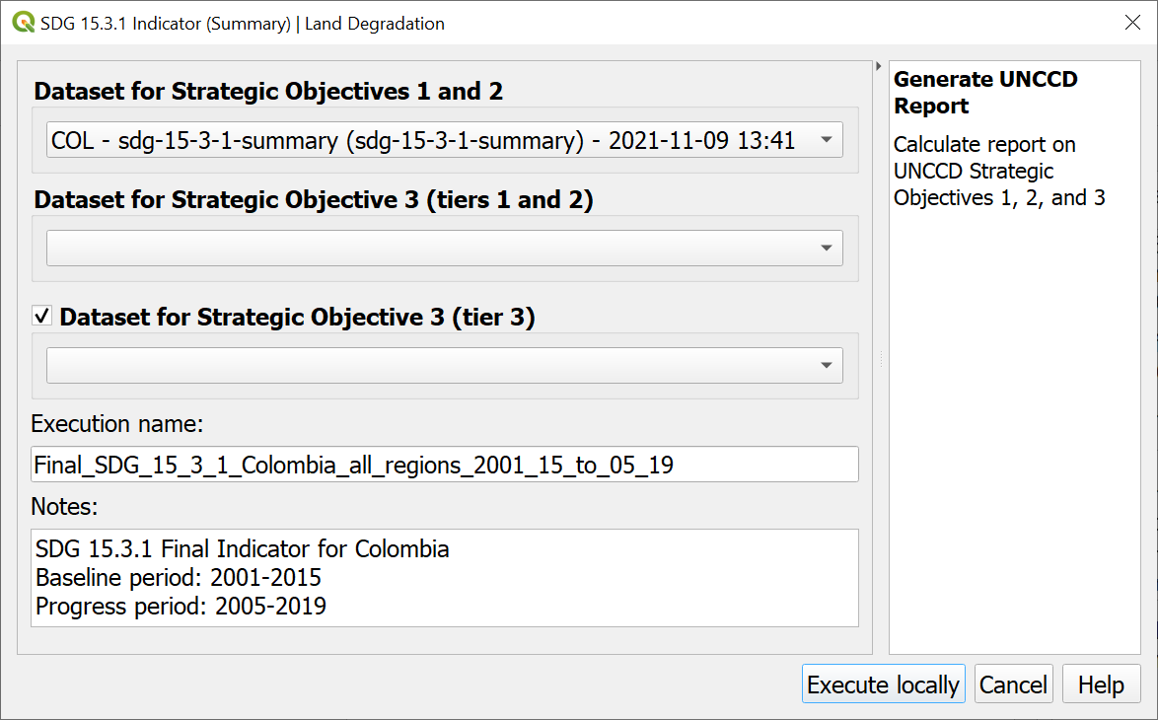 SDG 15.3.1 Indicator (Summary) | Land Degradation
Dataset for Strategic Objectives 1 and 2
COL - sdg-15-3-1-summary (sdg-15-3-1-summary) - 2021-11-09 13:41
Dataset for Strategic Objective 3 (tiers 1 and 2)
Dataset for Strategic Objective 3 (tier 3)
Execution name:
Final_SDG_15_3_1_Colombia_all_regions_2001_15_to_05_19
Notes:
SDG 15.3.1 Final Indicator for Colombia
Baseline period: 2001-2015
Progress period: 2005-2019
Generate UNCCD
Report
Calculate report on
UNCCD Strategic
Objectives 1, 2, and 3
Execute locally
Cancel
Help